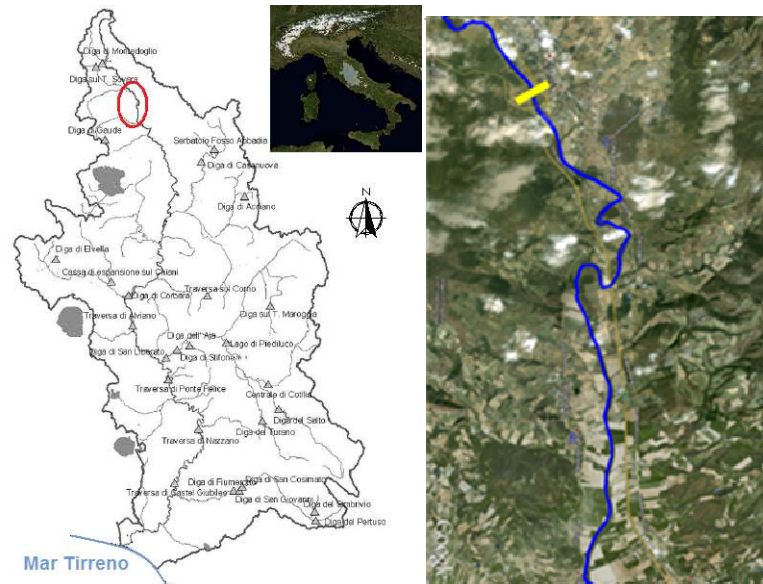 Diga di Montedoglio
Diga sul T. Sovara
Diga di Gaude
Serbatoio Fosso Abbadia
Diga di Casanuova
Diga di Acciano
N
Diga di Elvella
Cassa di espansione sul Chiani
Diga di Corbara
Traversa sul Corno
Traversa di Alviano
Diga sul T. Maroggia
Diga dell' Aja
Lago di Piediluco
Diga di San Liberato
Diga di Stifone
Traversa di Ponte Felice
Centrale di Cotilia
Diga del Salto
Diga del Turano
Traversa di Nazzano
Diga di San Cosimato
Diga di Fiumerotto
Traversa di Castel Giubileo
Diga di San Giovanni
Diga del Simbrivio
Diga del Pertuso
Mar Tirreno